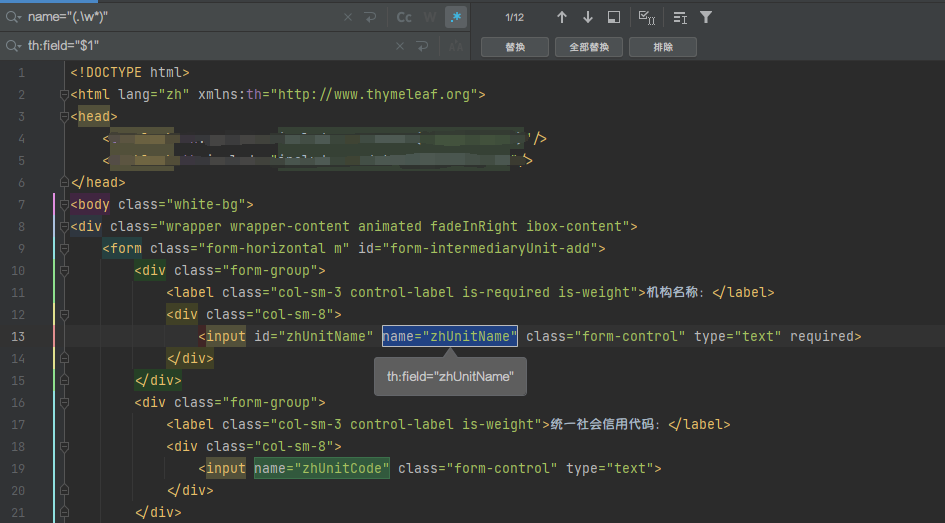 name="(.\w*)" Cc W .* 1/12
th:field="$1" 替换 全部替换 排除
1 <!DOCTYPE html>
2 <html lang="zh" xmlns:th="http://www.thymeleaf.org">
3 <head>
4 < '/>
5 < "/>
6 </head>
7 <body class="white-bg">
8 <div class="wrapper wrapper-content animated fadeInRight ibox-content">
9 <form class="form-horizontal m" id="form-intermediaryUnit-add">
10 <div class="form-group">
11 <label class="col-sm-3 control-label is-required is-weight">机构名称：</label>
12 <div class="col-sm-8">
13 <input id="zhUnitName" name="zhUnitName" class="form-control" type="text" required>
14 </div>
th:field="zhUnitName"
15 </div>
16 <div class="form-group">
17 <label class="col-sm-3 control-label is-weight">统一社会信用代码：</label>
18 <div class="col-sm-8">
19 <input name="zhUnitCode" class="form-control" type="text">
20 </div>
21 </div>